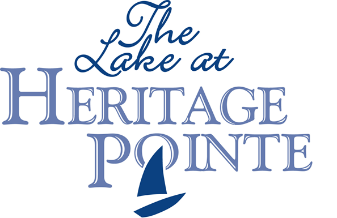 The
Lake at
HERITAGE
POINTE